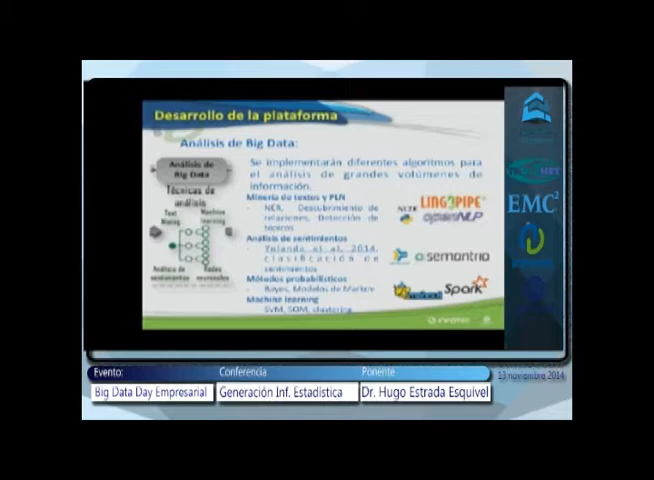 Desarrollo de la plataforma
Análisis de Big Data:
Análisis de
Big Data
Técnicas de
análisis
Text
Mining
Machine
learning
Análisis de
sentimientos
Redes
neuronales
Se implementarán diferentes algoritmos para
el análisis de grandes volúmenes de
información.
Minería de textos y PLN
- NER, Descubrimiento de
relaciones, Detección de
tópicos
Análisis de sentimientos
Yolanda et al, 2014,
clasificación de
sentimientos
Métodos probabilísticos
- Bayes, Modelos de Markov
Machine learning
SVM, SOM, clustering
NLTK
LINGPIPE
openNLP
semantria
mahout
Spark
INFOTEC
EMC²
Evento:
Conferencia
Ponente
13 noviembre 2014
Big Data Day Empresarial
Generación Inf. Estadística
Dr. Hugo Estrada Esquivel